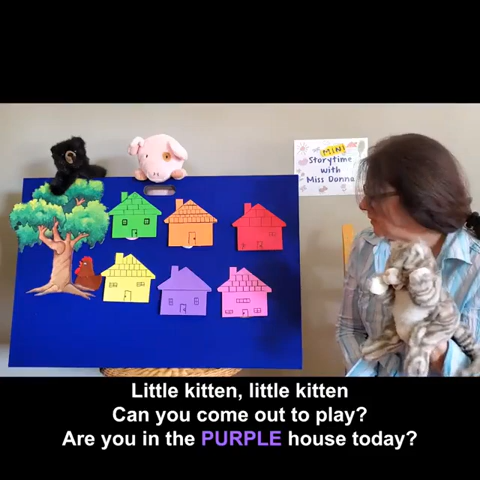 MINI
Storytime
with
Miss Donna
Little kitten, little kitten
Can you come out to play?
Are you in the PURPLE house today?